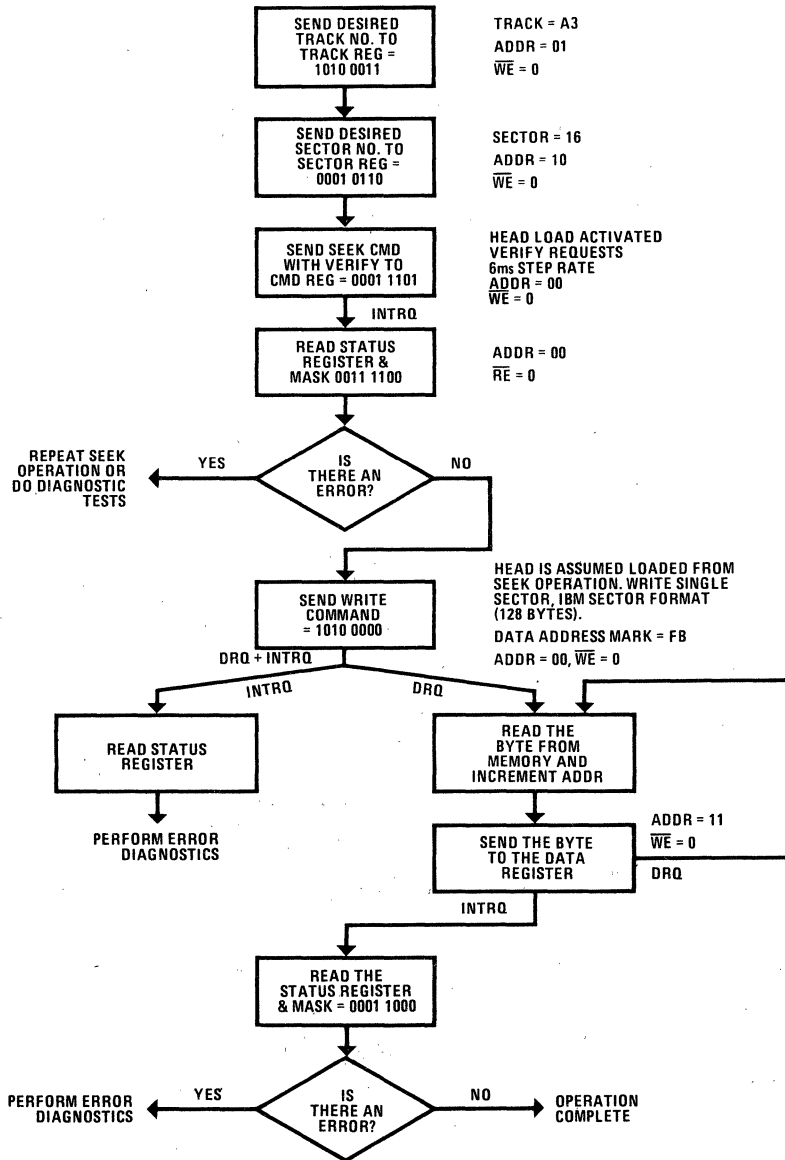 SEND DESIRED
TRACK NO. TO
TRACK REG =
1010 0011
TRACK = A3
ADDR = 01
WE = 0
SEND DESIRED
SECTOR NO. TO
SECTOR REG =
0001 0110
SECTOR = 16
ADDR = 10
WE = 0
SEND SEEK CMD
WITH VERIFY TO
CMD REG = 0001 1101
HEAD LOAD ACTIVATED
VERIFY REQUESTS
6ms STEP RATE
ADDR = 00
WE = 0
INTRQ
READ STATUS
REGISTER &
MASK 0011 1100
ADDR = 00
RE = 0
IS
THERE AN
ERROR?
YES
NO
REPEAT SEEK
OPERATION OR
DO DIAGNOSTIC
TESTS
SEND WRITE
COMMAND
= 1010 0000
HEAD IS ASSUMED LOADED FROM
SEEK OPERATION. WRITE SINGLE
SECTOR, IBM SECTOR FORMAT
(128 BYTES).
DATA ADDRESS MARK = FB
ADDR = 00, WE = 0
DRQ + INTRQ
INTRQ
DRQ
READ STATUS
REGISTER
PERFORM ERROR
DIAGNOSTICS
READ THE
BYTE FROM
MEMORY AND
INCREMENT ADDR
SEND THE BYTE
TO THE DATA
REGISTER
ADDR = 11
WE = 0
DRQ
INTRQ
READ THE
STATUS REGISTER
& MASK = 0001 1000
IS
THERE AN
ERROR?
YES
NO
PERFORM ERROR
DIAGNOSTICS
OPERATION
COMPLETE